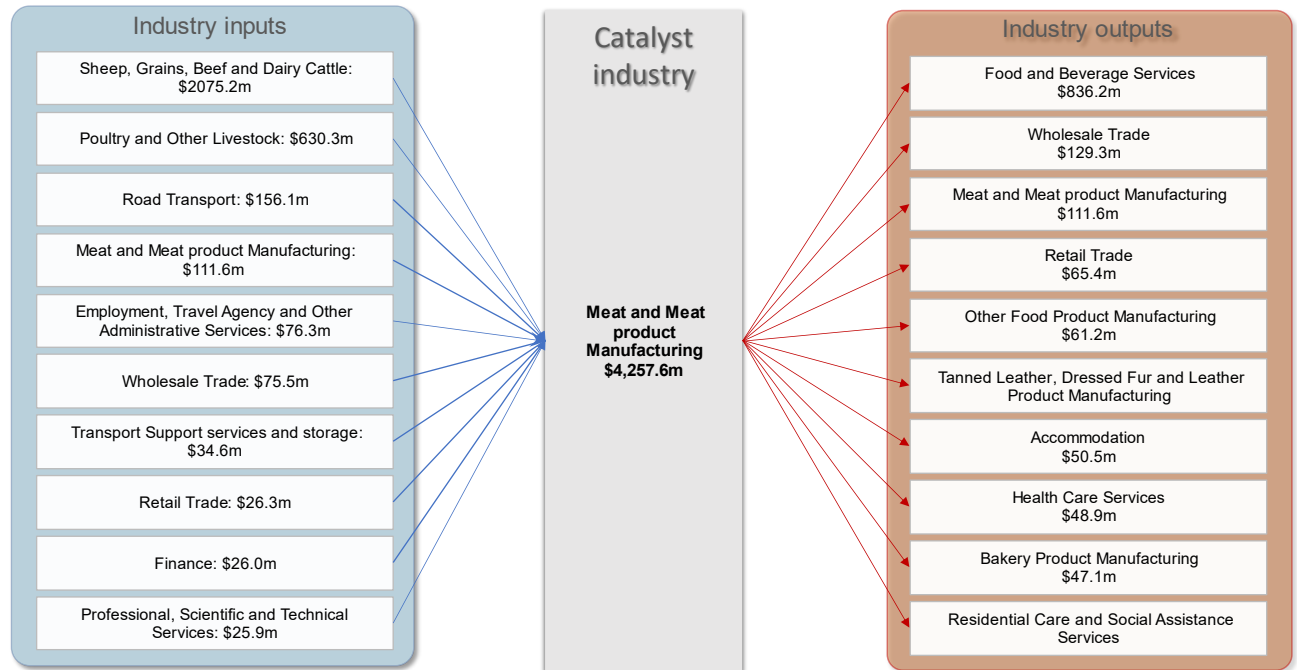 Industry inputs
Sheep, Grains, Beef and Dairy Cattle:
$2075.2m
Poultry and Other Livestock: $630.3m
Road Transport: $156.1m
Meat and Meat product Manufacturing:
$111.6m
Employment, Travel Agency and Other
Administrative Services: $76.3m
Wholesale Trade: $75.5m
Transport Support services and storage:
$34.6m
Retail Trade: $26.3m
Finance: $26.0m
Professional, Scientific and Technical
Services: $25.9m
Catalyst
industry
Meat and Meat
product
Manufacturing
$4,257.6m
Industry outputs
Food and Beverage Services
$836.2m
Wholesale Trade
$129.3m
Meat and Meat product Manufacturing
$111.6m
Retail Trade
$65.4m
Other Food Product Manufacturing
$61.2m
Tanned Leather, Dressed Fur and Leather
Product Manufacturing
Accommodation
$50.5m
Health Care Services
$48.9m
Bakery Product Manufacturing
$47.1m
Residential Care and Social Assistance
Services